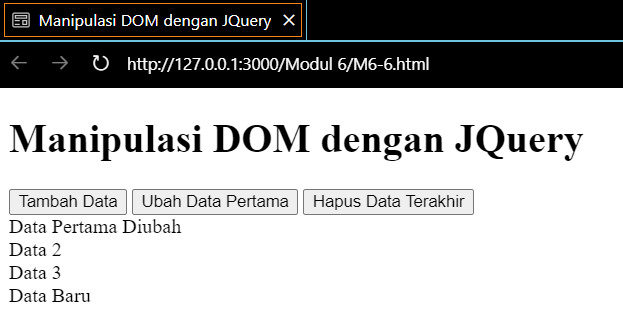 Manipulasi DOM dengan JQuery
http://127.0.0.1:3000/Modul 6/M6-6.html
Manipulasi DOM dengan JQuery
Tambah Data Ubah Data Pertama Hapus Data Terakhir
Data Pertama Diubah
Data 2
Data 3
Data Baru